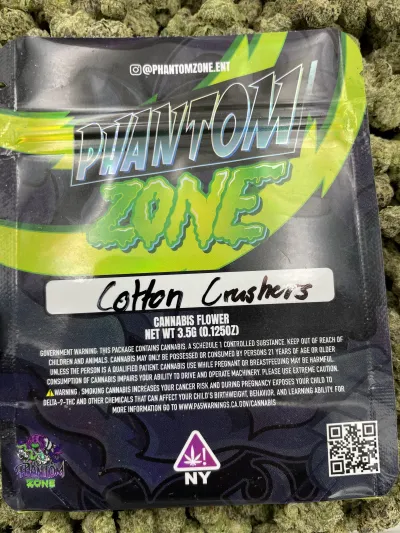 @PHANTOMZONE.ENT
PHANTOM
ZONE
Cotton Crushers
CANNABIS FLOWER
NET WT 3.5G (0.125OZ)
GOVERNMENT WARNING: THIS PACKAGE CONTAINS CANNABIS, A SCHEDULE 1 CONTROLLED SUBSTANCE. KEEP OUT OF REACH OF
CHILDREN AND ANIMALS. CANNABIS MAY ONLY BE POSSESSED OR CONSUMED BY PERSONS 21 YEARS OF AGE OR OLDER
UNLESS THE PERSON IS A QUALIFIED PATIENT. CANNABIS USE WHILE PREGNANT OR BREASTFEEDING MAY BE HARMFUL.
CONSUMPTION OF CANNABIS IMPAIRS YOUR ABILITY TO DRIVE AND OPERATE MACHINERY. PLEASE USE EXTREME CAUTION.
WARNING: SMOKING CANNABIS INCREASES YOUR CANCER RISK AND DURING PREGNANCY EXPOSES YOUR CHILD TO
DELTA-9-THC AND OTHER CHEMICALS THAT CAN AFFECT YOUR CHILD'S BIRTHWEIGHT, BEHAVIOR, AND LEARNING ABILITY. FOR
MORE INFORMATION GO TO WWW.P65WARNINGS.CA.GOV/CANNABIS
PHANTOM
ZONE
!
NY